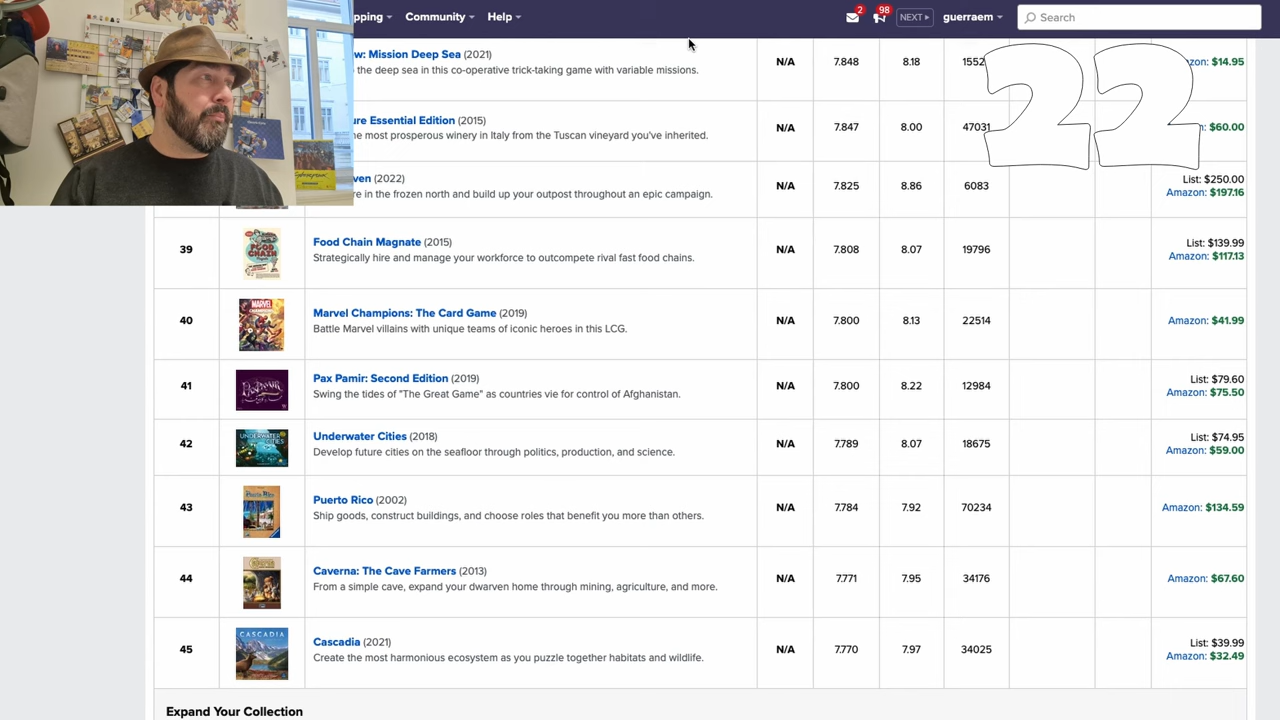 pping Community Help 2 98 NEXT guerraem Search
w: Mission Deep Sea (2021)
the deep sea in this co-operative trick-taking game with variable missions.
N/A 7.848 8.18 1552 zon: $14.95
22
ure Essential Edition (2015)
he most prosperous winery in Italy from the Tuscan vineyard you've inherited.
N/A 7.847 8.00 47031 n: $60.00
ven (2022)
re in the frozen north and build up your outpost throughout an epic campaign.
N/A 7.825 8.86 6083 List: $250.00
Amazon: $197.16
39 FOOD CHAIN Food Chain Magnate (2015)
Strategically hire and manage your workforce to outcompete rival fast food chains.
N/A 7.808 8.07 19796 List: $139.99
Amazon: $117.13
40 MARVEL Marvel Champions: The Card Game (2019)
Battle Marvel villains with unique teams of iconic heroes in this LCG.
N/A 7.800 8.13 22514 Amazon: $41.99
41 Pax Pamir: Second Edition (2019)
Swing the tides of "The Great Game" as countries vie for control of Afghanistan.
N/A 7.800 8.22 12984 List: $79.60
Amazon: $75.50
42 UNDERWATER CITIES Underwater Cities (2018)
Develop future cities on the seafloor through politics, production, and science.
N/A 7.789 8.07 18675 List: $74.95
Amazon: $59.00
43 Puerto Rico Puerto Rico (2002)
Ship goods, construct buildings, and choose roles that benefit you more than others.
N/A 7.784 7.92 70234 Amazon: $134.59
44 Caverna Caverna: The Cave Farmers (2013)
From a simple cave, expand your dwarven home through mining, agriculture, and more.
N/A 7.771 7.95 34176 Amazon: $67.60
45 CASCADIA Cascadia (2021)
Create the most harmonious ecosystem as you puzzle together habitats and wildlife.
N/A 7.770 7.97 34025 List: $39.99
Amazon: $32.49
Expand Your Collection